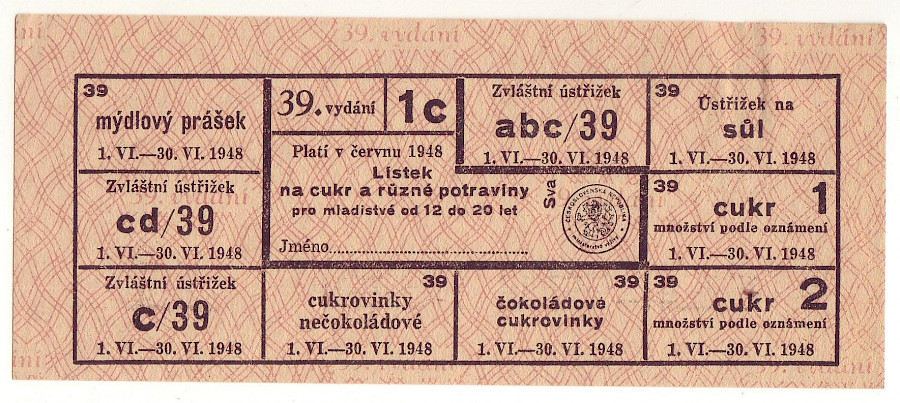 39. vydání
39. vydání
39
mýdlový prášek
1. VI.—30. VI. 1948
39. vydání
1c
Platí v červnu 1948
Lístek
na cukr a různé potraviny
pro mladistvé od 12 do 20 let
Sva
Jméno
ČESKOSLOVENSKÁ REPUBLIKA
Zvláštní ústřižek
abc/39
1. VI.—30. VI. 1948
39
Ústřižek na
sůl
1. VI.—30. VI. 1948
Zvláštní ústřižek
cd/39
1. VI.—30. VI. 1948
39
cukr 1
množství podle oznámení
1. VI.—30. VI. 1948
Zvláštní ústřižek
c/39
1. VI.—30. VI. 1948
39
cukrovinky
nečokoládové
1. VI.—30. VI. 1948
39
čokoládové
cukrovinky
1. VI.—30. VI. 1948
39
cukr 2
množství podle oznámení
1. VI.—30. VI. 1948